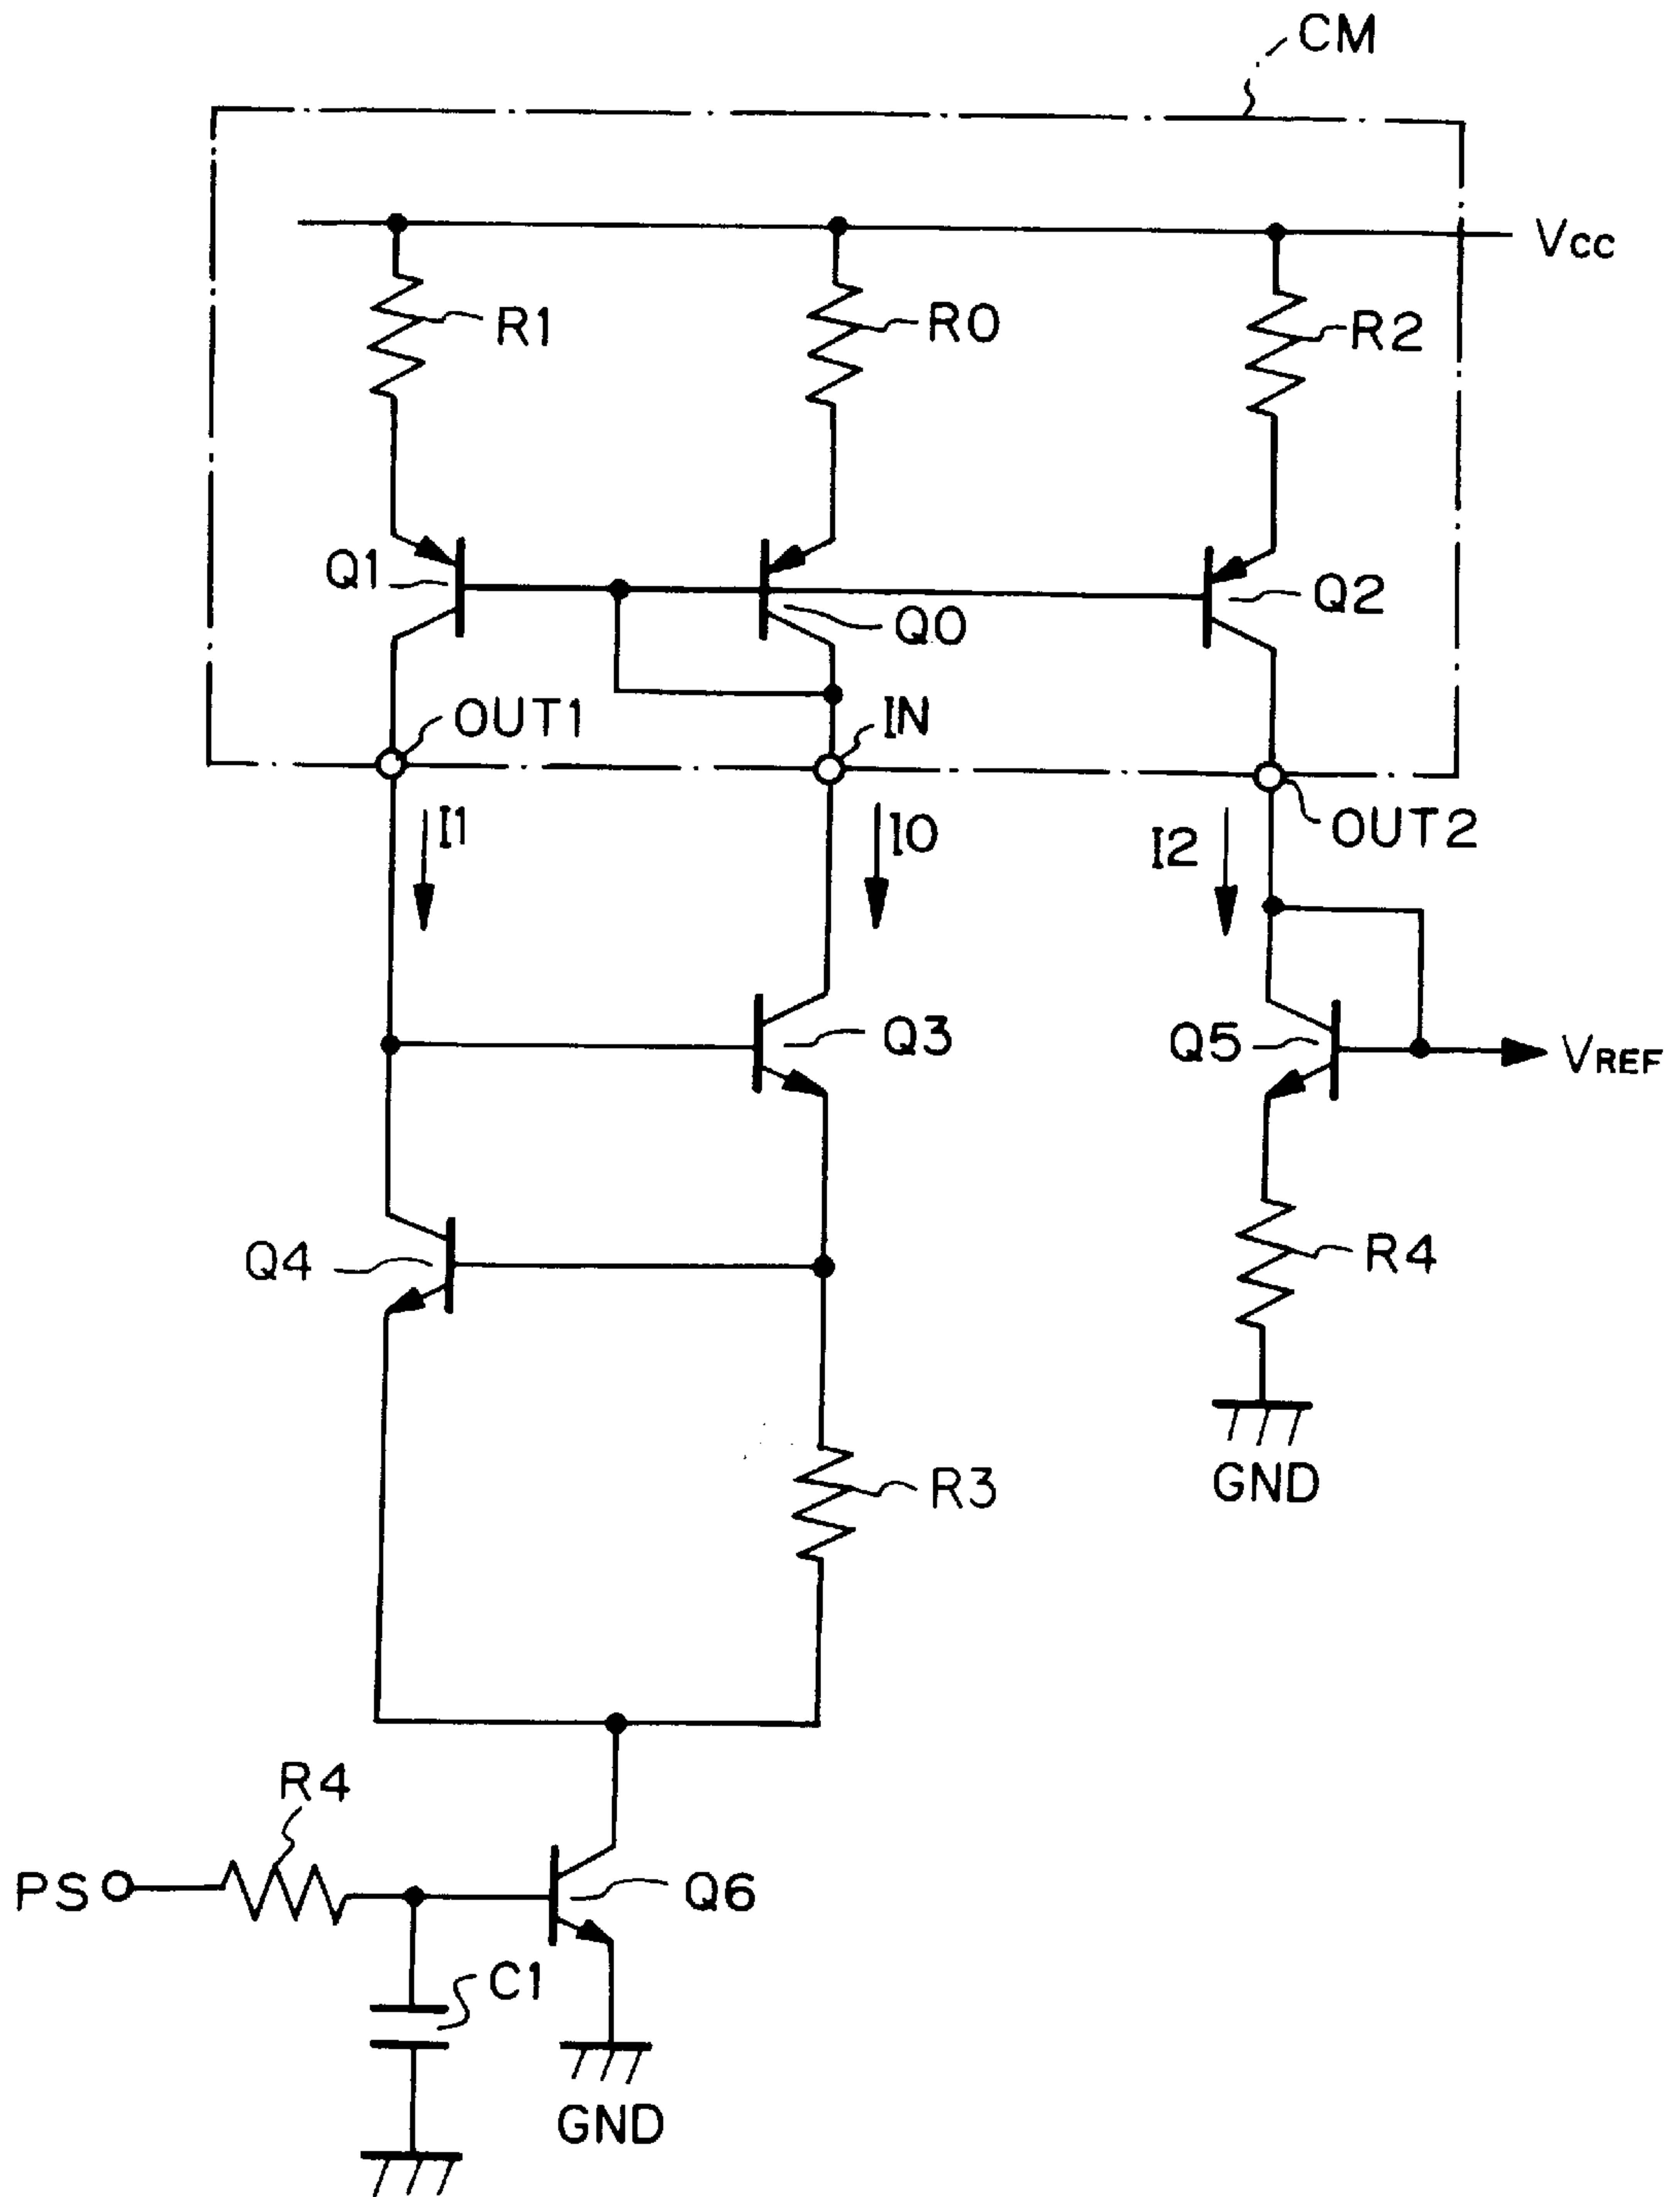 CM
Vcc
R1
R0
R2
Q1
Q0
Q2
OUT1
IN
OUT2
I1
I0
I2
Q3
Q5
VREF
Q4
R4
R3
GND
R4
PS
Q6
C1
GND